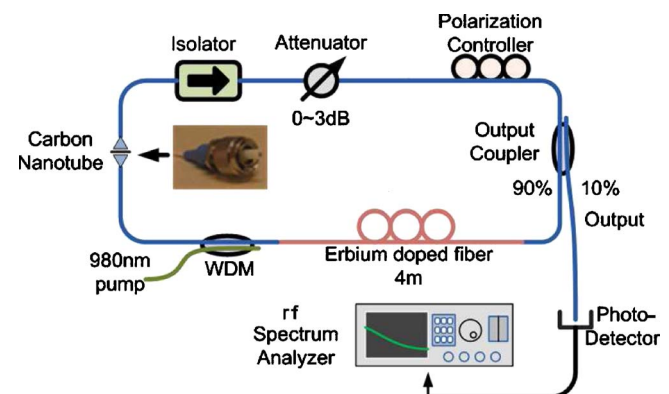 Isolator
Attenuator
0~3dB
Polarization
Controller
Carbon
Nanotube
Output
Coupler
90%
10%
Output
980nm
pump
WDM
Erbium doped fiber
4m
rf
Spectrum
Analyzer
Photo-
Detector